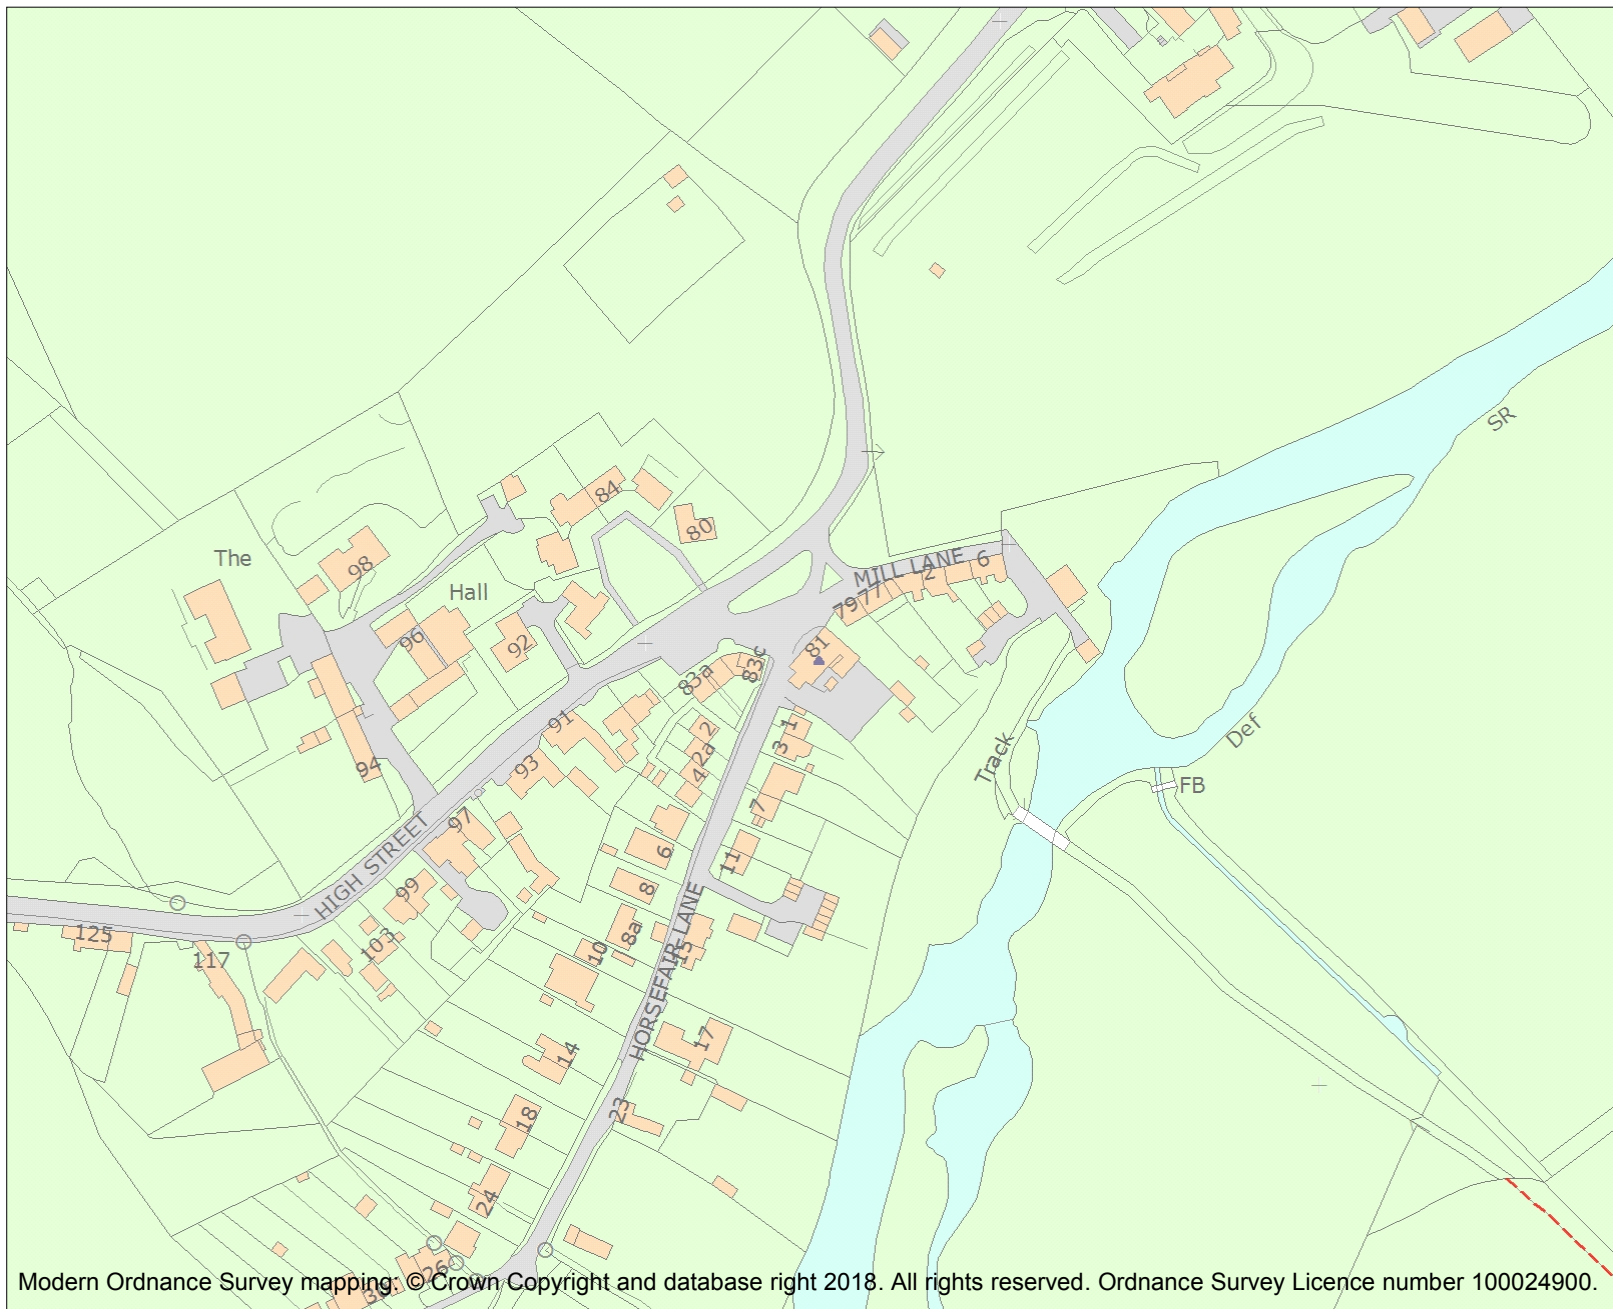 SR
84
80
The
98
Hall
MILL LANE
6
2
77
79
96
92
81
83c
83a
91
2
1
Def
2a
3
93
4
94
Track
FB
7
97
HIGH STREET
6
11
99
8
HORSEFAIR LANE
125
8a
103
10
15
117
17
14
23
18
24
26
30
Modern Ordnance Survey mapping: © Crown Copyright and database right 2018. All rights reserved. Ordnance Survey Licence number 100024900.